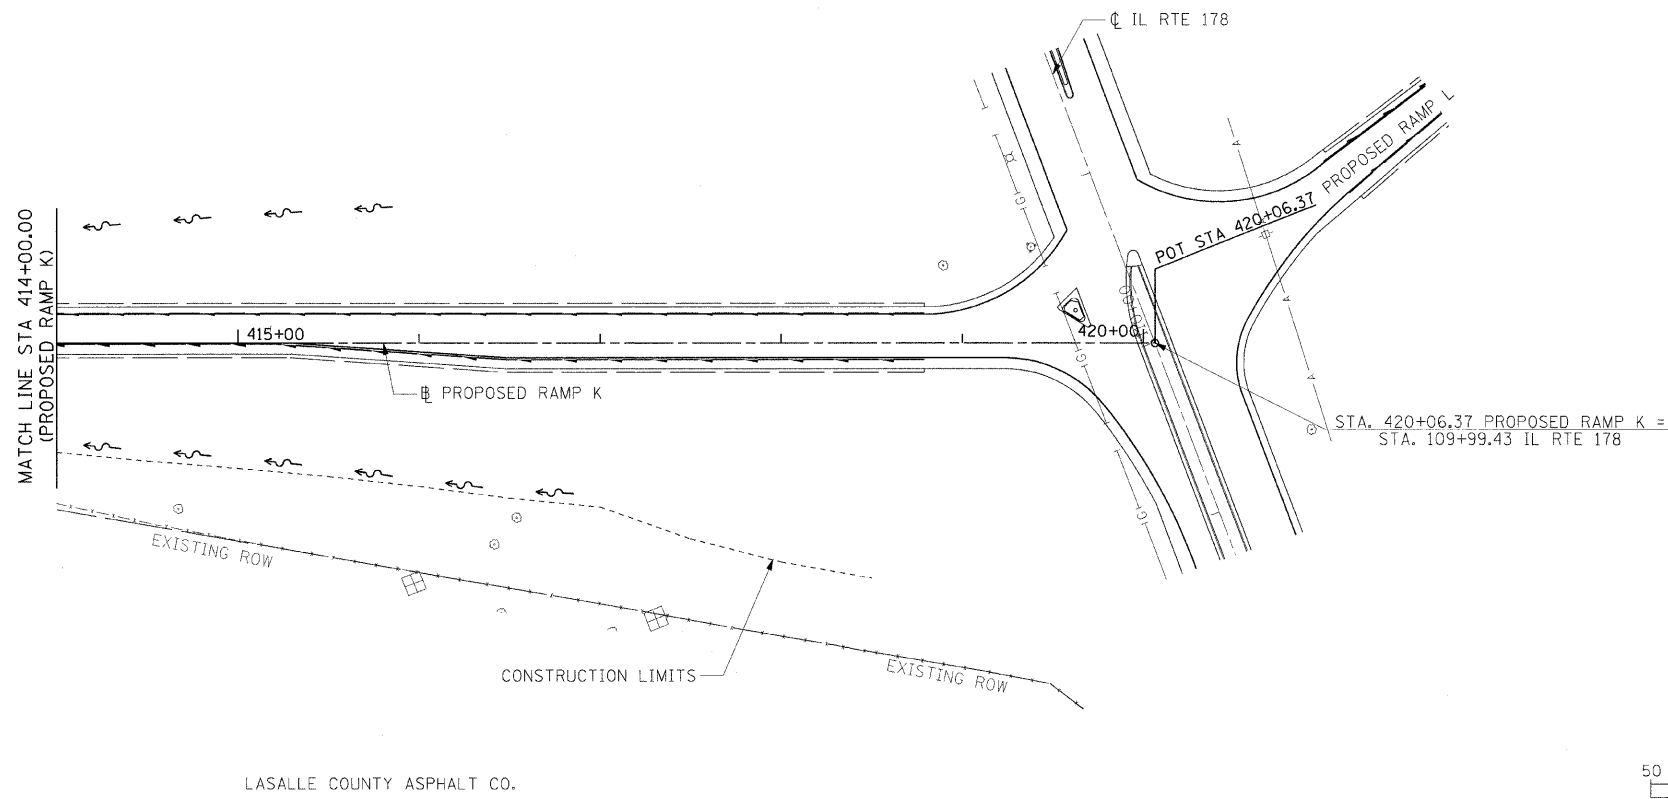 ℄ IL RTE 178
PROPOSED RAMP L
POT STA 420+06.37
MATCH LINE STA 414+00.00
(PROPOSED RAMP K)
415+00
420+00
℄ PROPOSED RAMP K
STA. 420+06.37 PROPOSED RAMP K =
STA. 109+99.43 IL RTE 178
EXISTING ROW
CONSTRUCTION LIMITS
EXISTING ROW
LASALLE COUNTY ASPHALT CO.
50
G
G
G
A
A
A